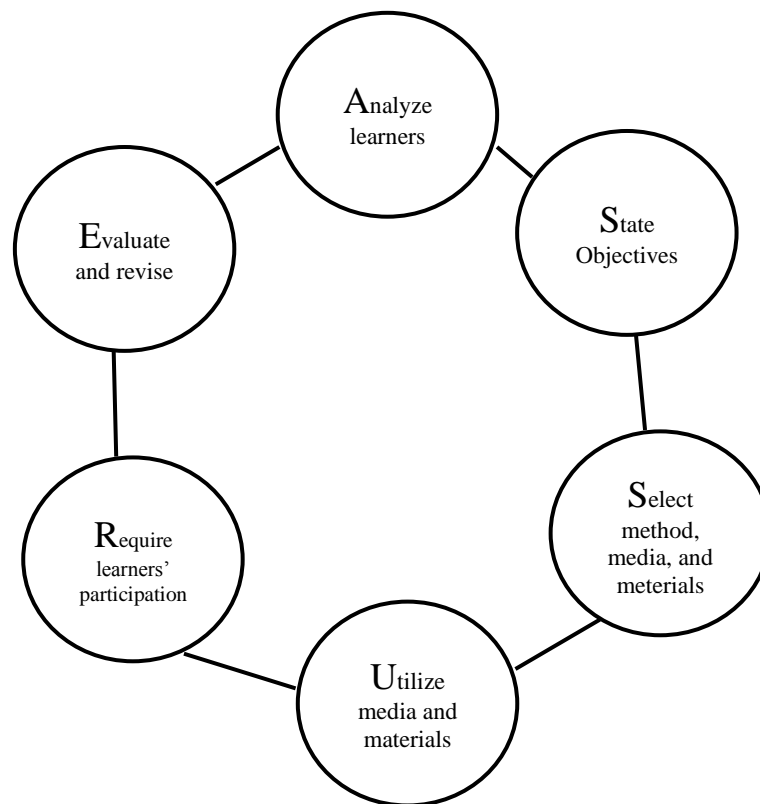 Analyze
learners
State
Objectives
Select
method,
media, and
meterials
Utilize
media and
materials
Require
learners’
participation
Evaluate
and revise